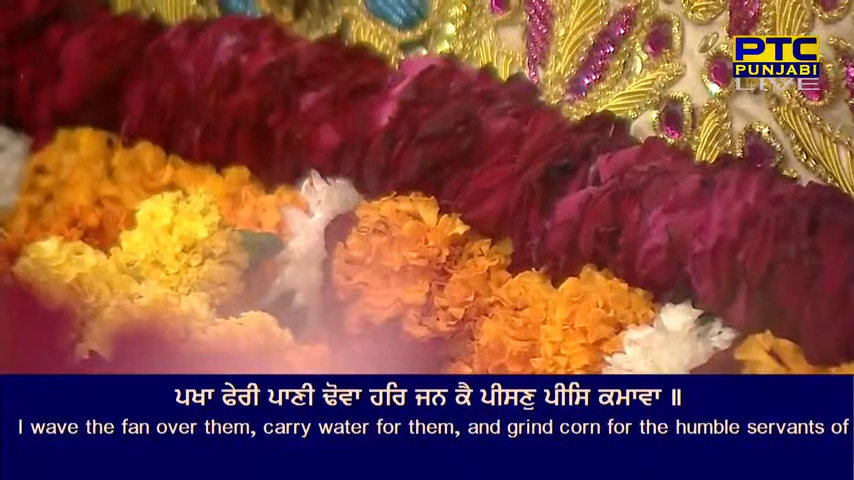 PTC
PUNJABI
LIVE
ਪਖਾ ਫੇਰੀ ਪਾਣੀ ਢੋਵਾ ਹਰਿ ਜਨ ਕੈ ਪੀਸਣੁ ਪੀਸਿ ਕਮਾਵਾ ॥
I wave the fan over them, carry water for them, and grind corn for the humble servants of